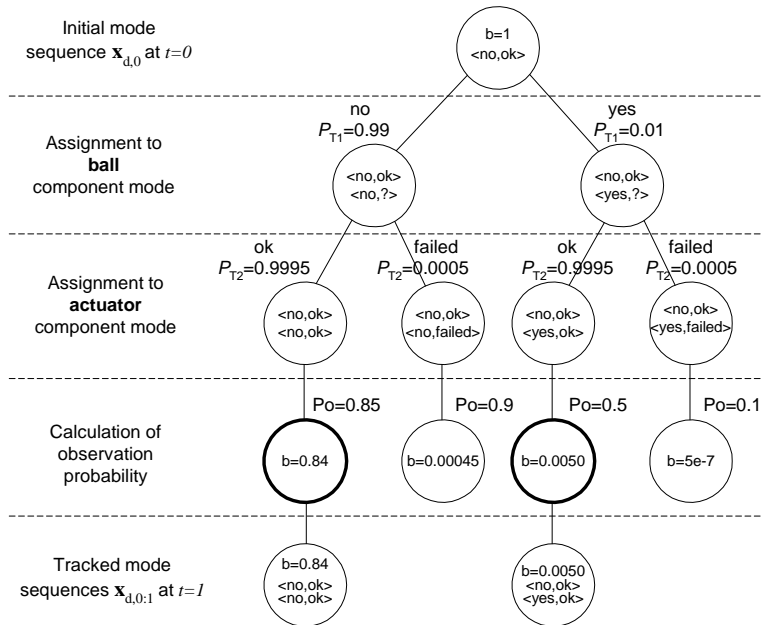 Initial mode
sequence x_d,0 at t=0
b=1
<no,ok>
no
P_T1=0.99
yes
P_T1=0.01
Assignment to
ball
component mode
<no,ok>
<no,?>
<no,ok>
<yes,?>
ok
P_T2=0.9995
failed
P_T2=0.0005
ok
P_T2=0.9995
failed
P_T2=0.0005
Assignment to
actuator
component mode
<no,ok>
<no,ok>
<no,ok>
<no,failed>
<no,ok>
<yes,ok>
<no,ok>
<yes,failed>
Po=0.85
Po=0.9
Po=0.5
Po=0.1
Calculation of
observation
probability
b=0.84
b=0.00045
b=0.0050
b=5e-7
Tracked mode
sequences x_d,0:1 at t=1
b=0.84
<no,ok>
<no,ok>
b=0.0050
<no,ok>
<yes,ok>